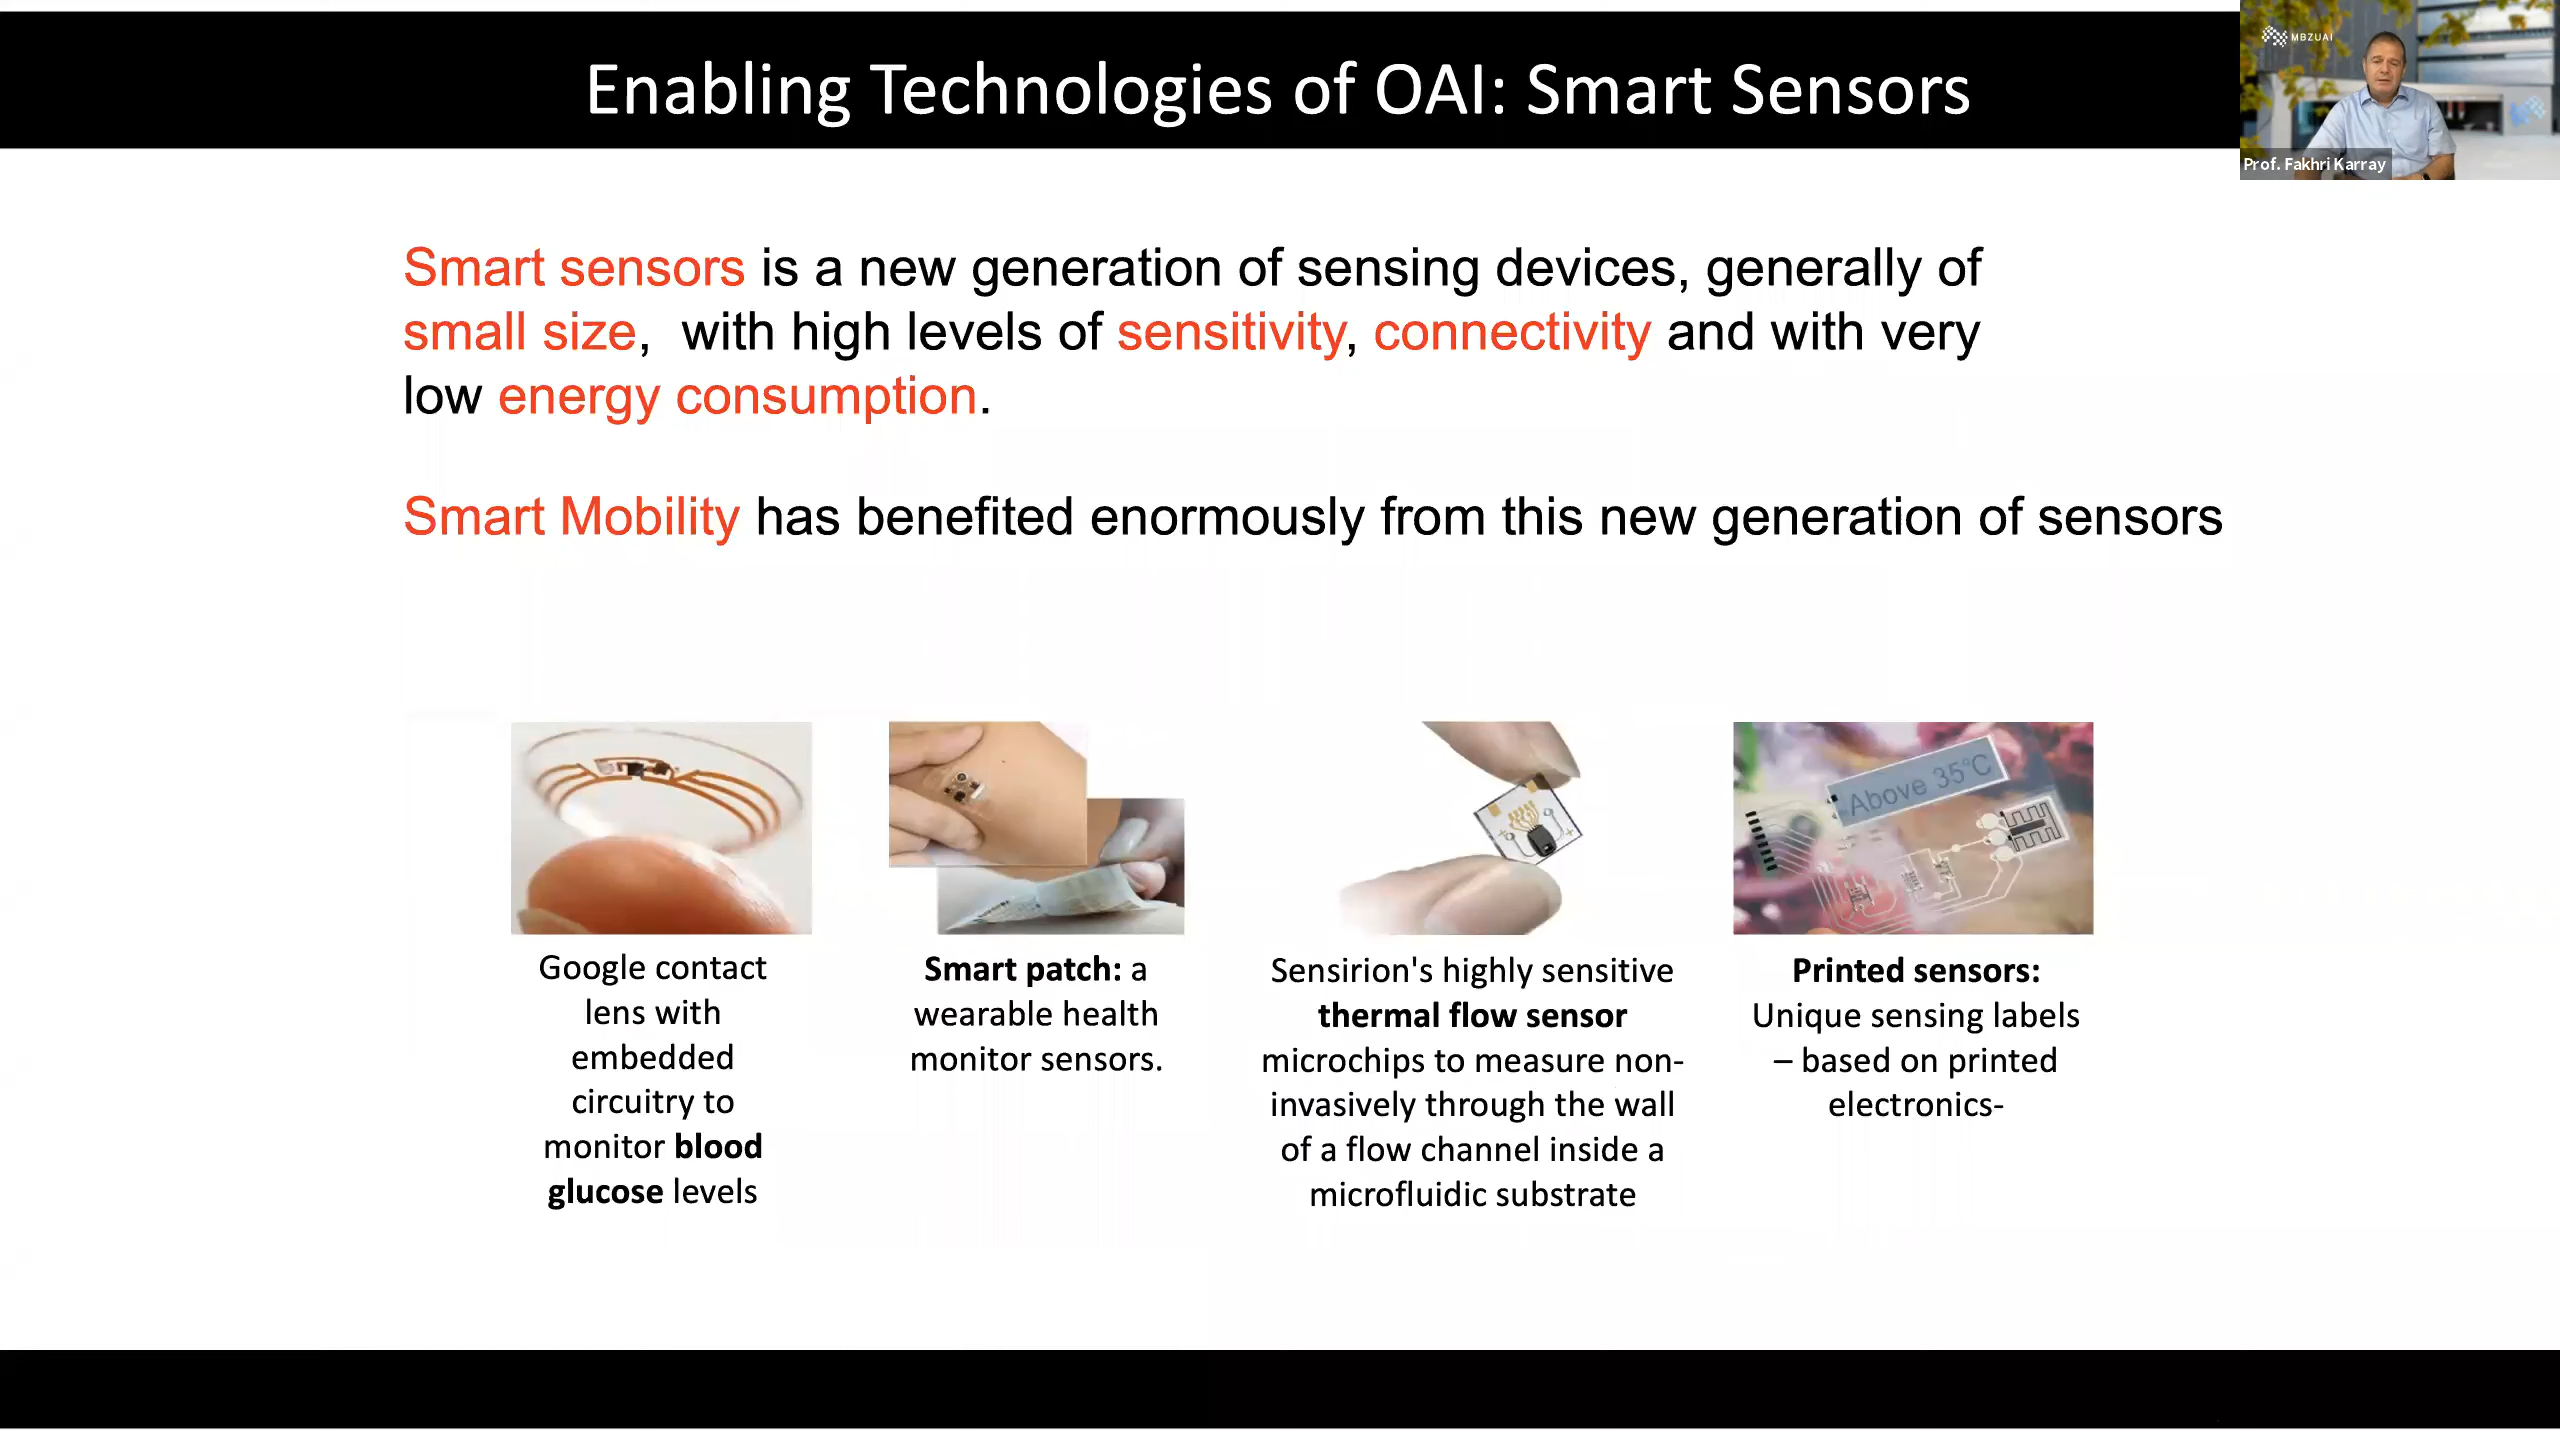 Enabling Technologies of OAI: Smart Sensors
MBZUAI
Prof. Fakhri Karray
Smart sensors is a new generation of sensing devices, generally of
small size, with high levels of sensitivity, connectivity and with very
low energy consumption.
Smart Mobility has benefited enormously from this new generation of sensors
Above 35°C
Google contact
lens with
embedded
circuitry to
monitor blood
glucose levels
Smart patch: a
wearable health
monitor sensors.
Sensirion's highly sensitive
thermal flow sensor
microchips to measure non-
invasively through the wall
of a flow channel inside a
microfluidic substrate
Printed sensors:
Unique sensing labels
– based on printed
electronics-